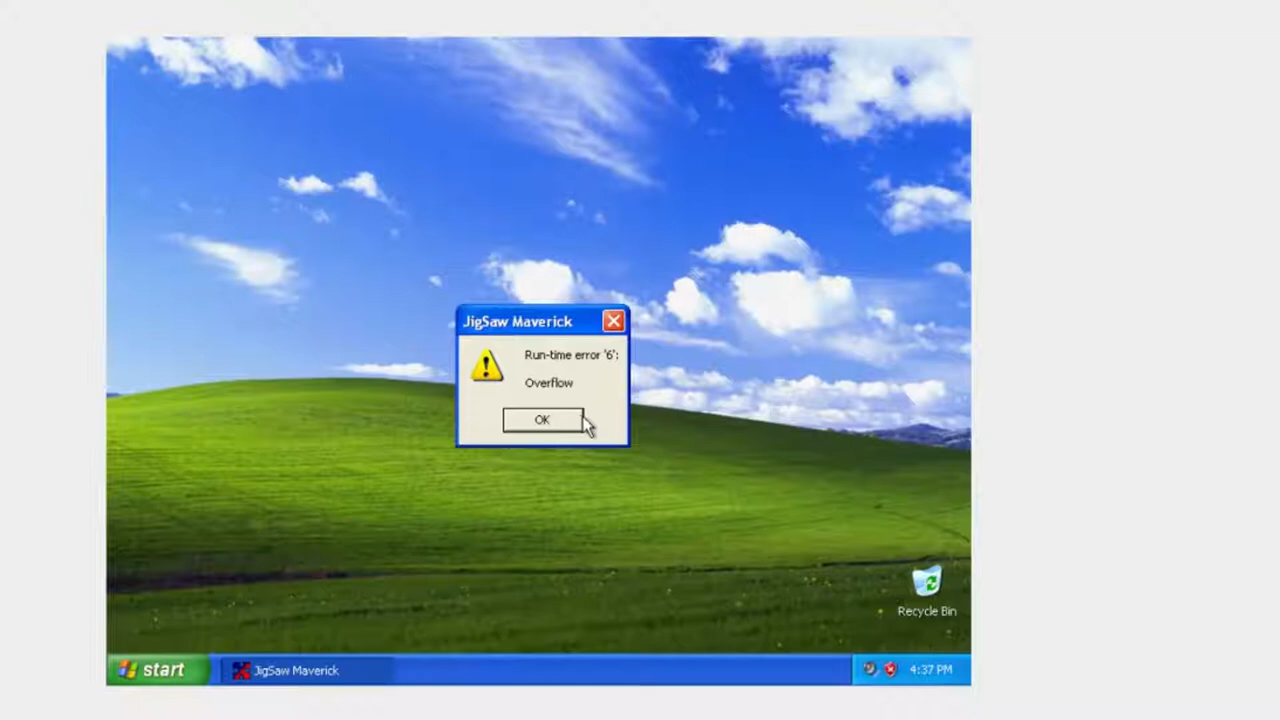 JigSaw Maverick
Run-time error '6':
Overflow
OK
Recycle Bin
start
JigSaw Maverick
4:37 PM